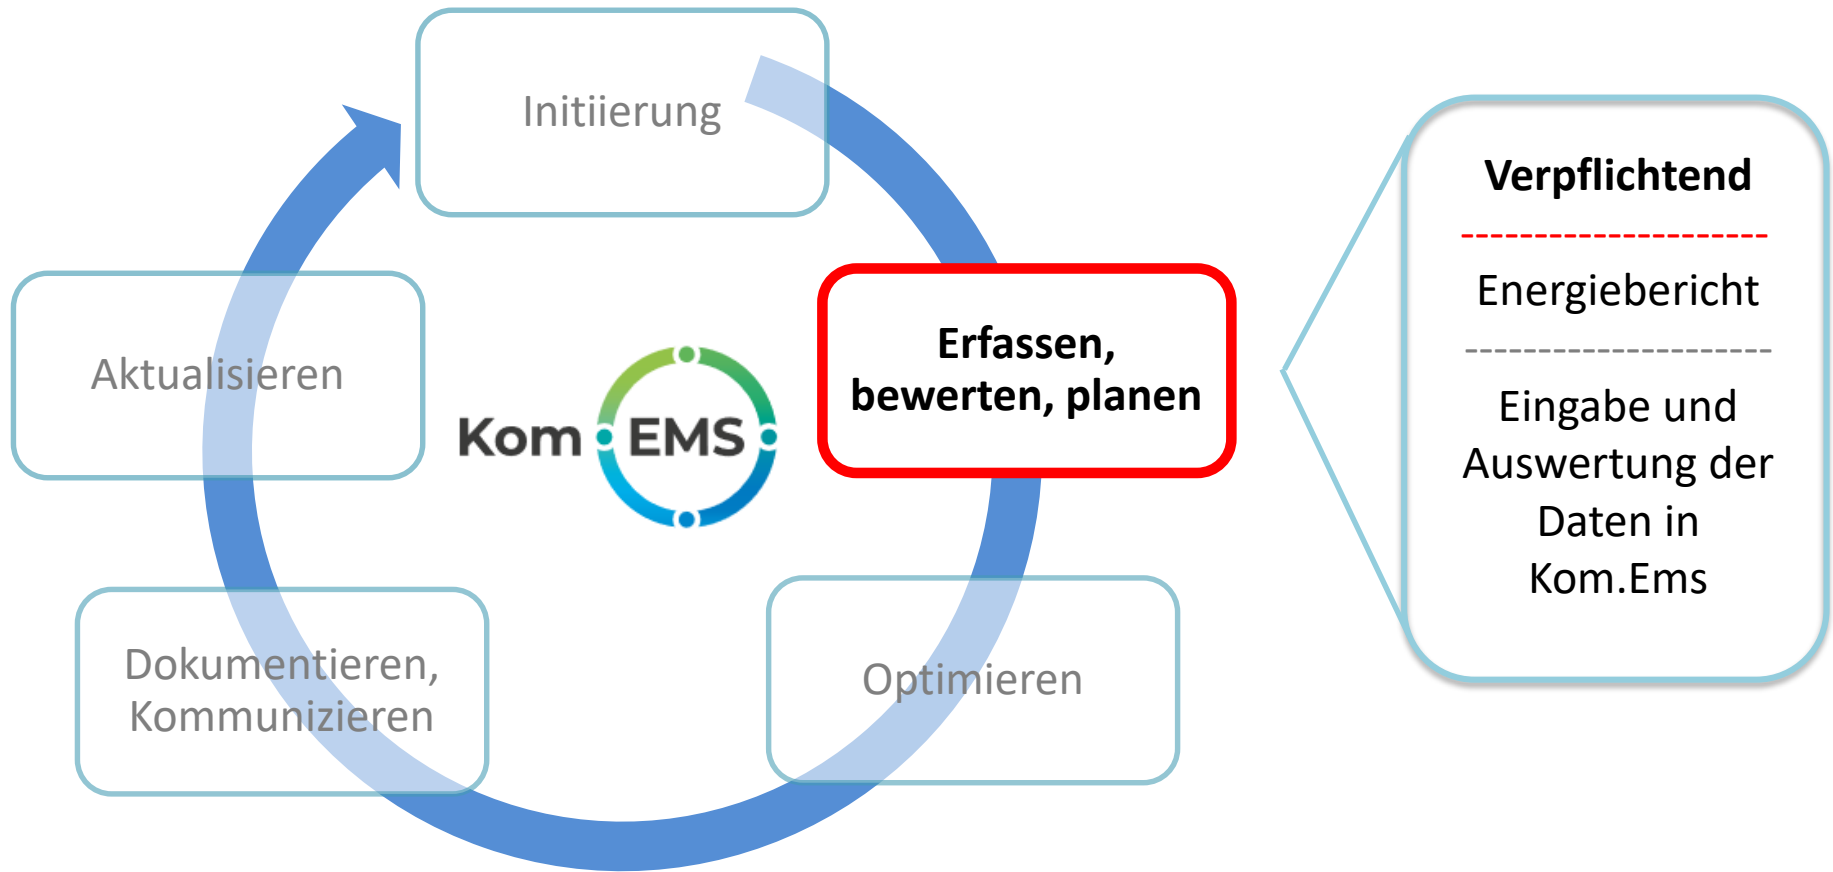 Initiierung
Erfassen,
bewerten, planen
Optimieren
Dokumentieren,
Kommunizieren
Aktualisieren
Kom EMS
Verpflichtend
Energiebericht
Eingabe und
Auswertung der
Daten in
Kom.Ems